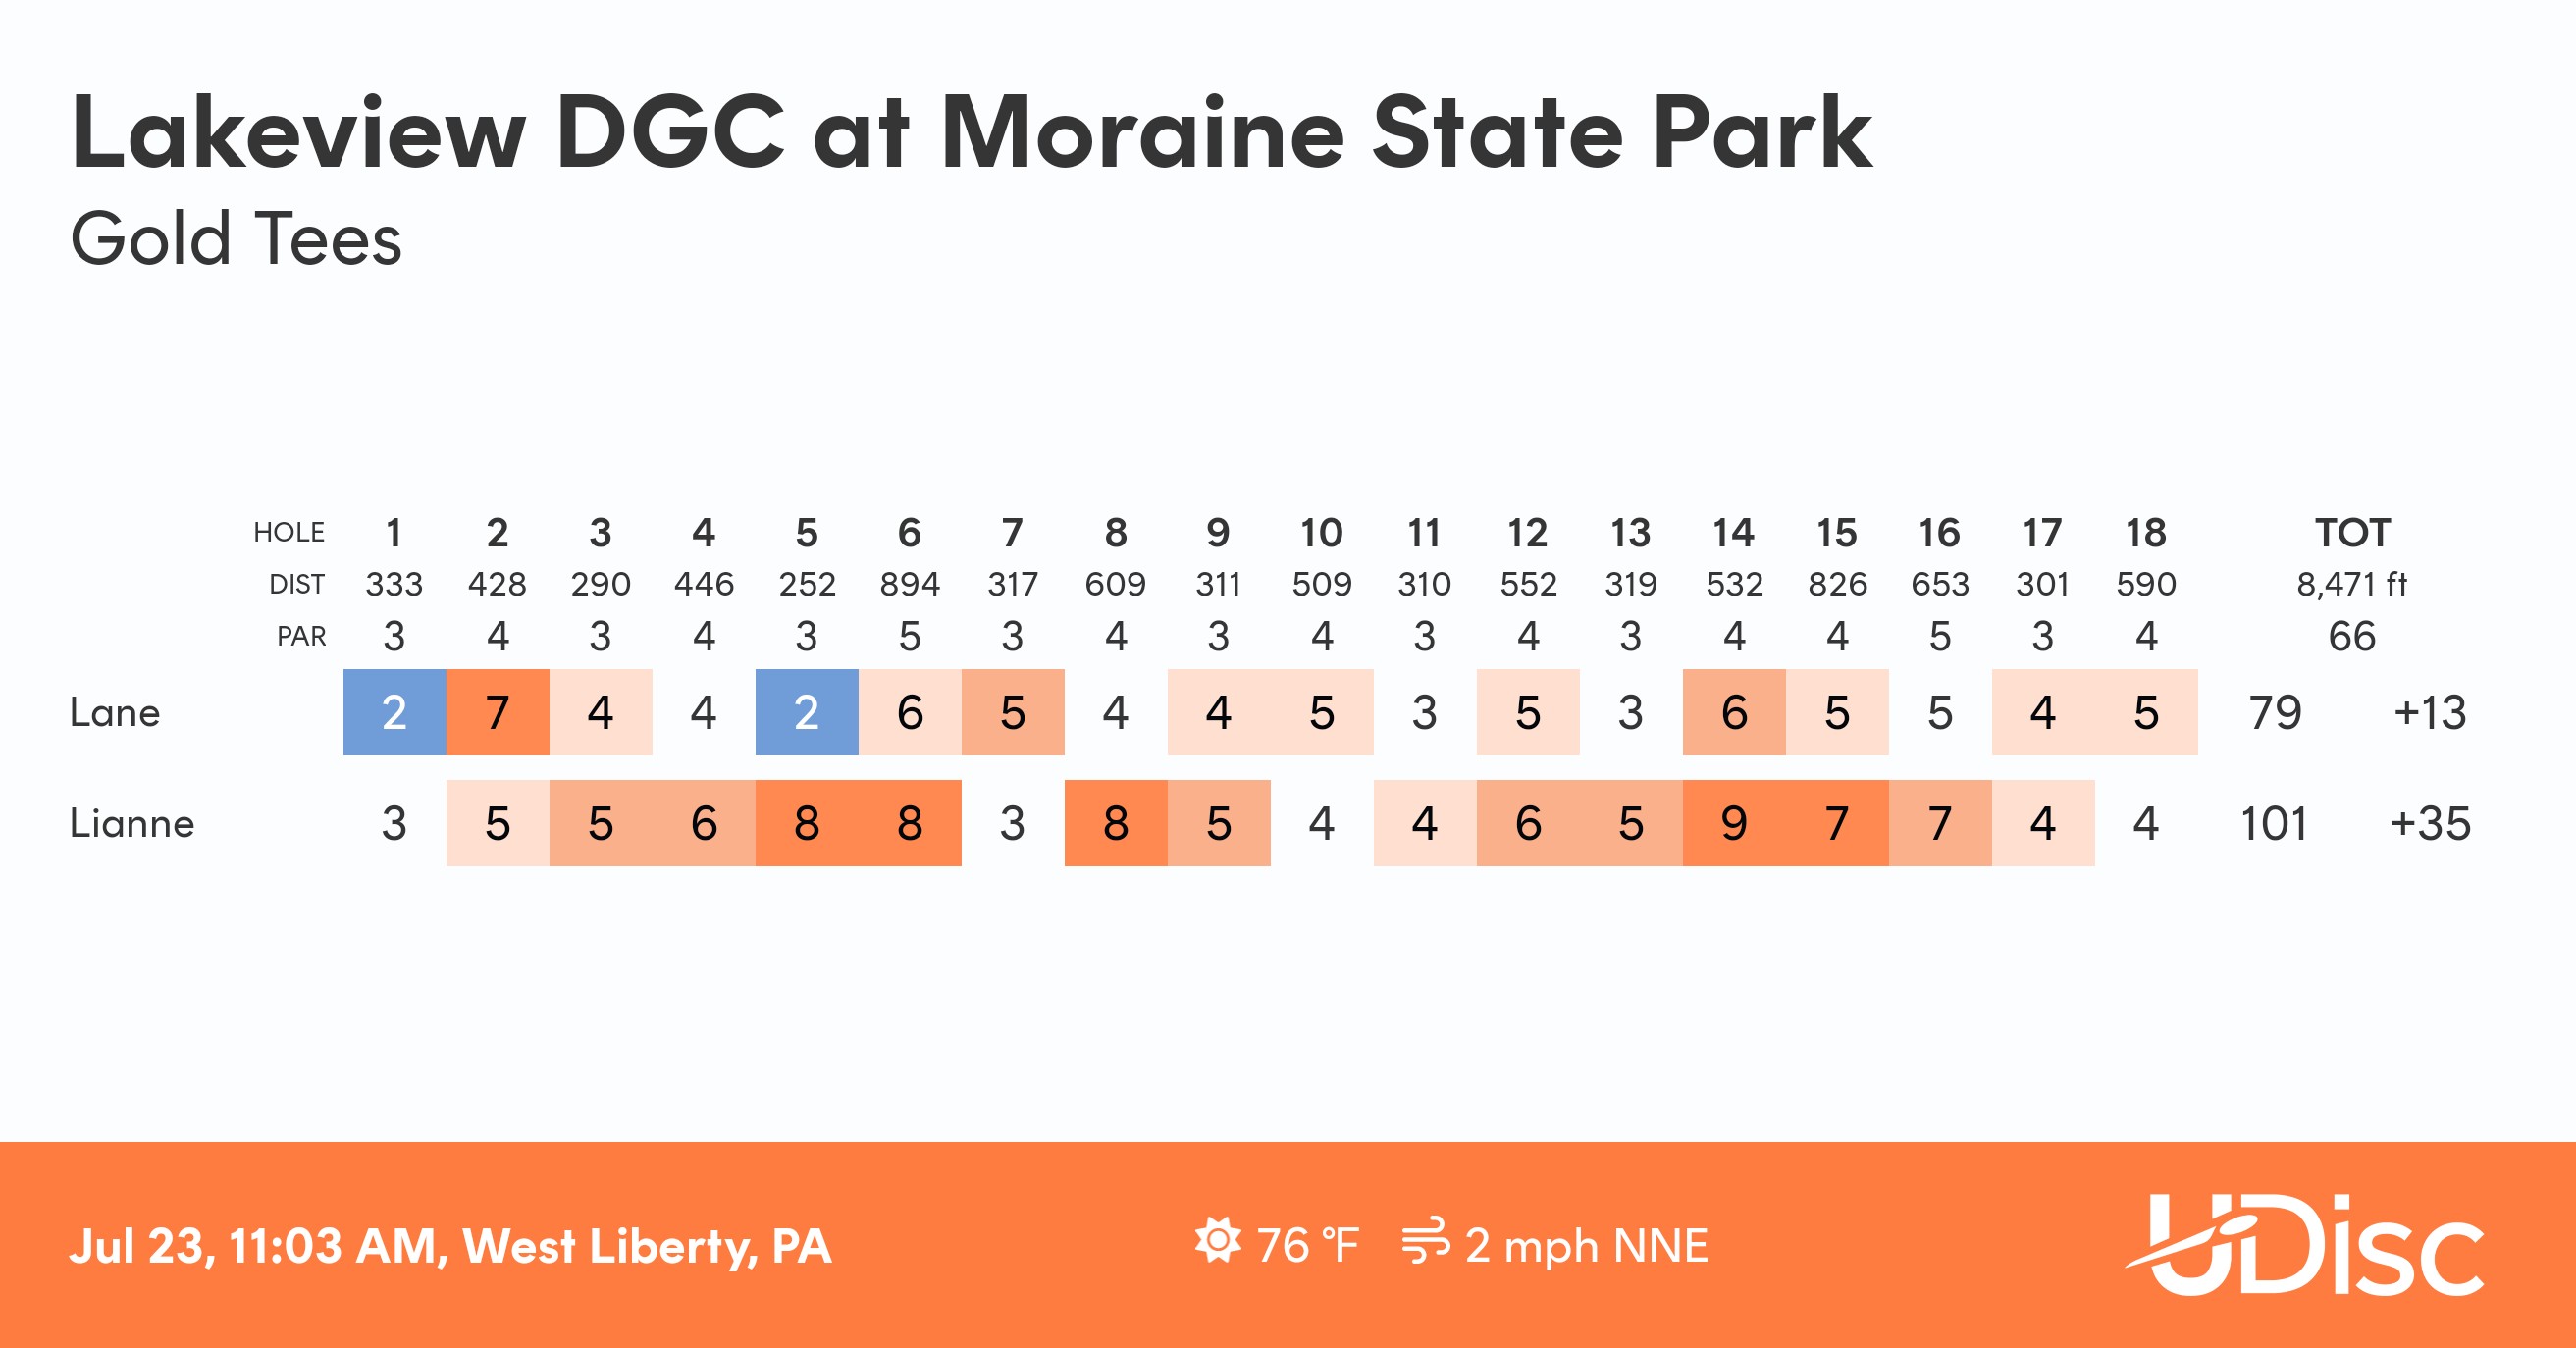 Lakeview DGC at Moraine State Park
Gold Tees
HOLE 1 2 3 4 5 6 7 8 9 10 11 12 13 14 15 16 17 18 TOT
DIST 333 428 290 446 252 894 317 609 311 509 310 552 319 532 826 653 301 590 8,471 ft
PAR 3 4 3 4 3 5 3 4 3 4 3 4 3 4 4 5 3 4 66
Lane 2 7 4 4 2 6 5 4 4 5 3 5 3 6 5 5 4 5 79 +13
Lianne 3 5 5 6 8 8 3 8 5 4 4 6 5 9 7 7 4 4 101 +35
Jul 23, 11:03 AM, West Liberty, PA 76 °F 2 mph NNE UDisc